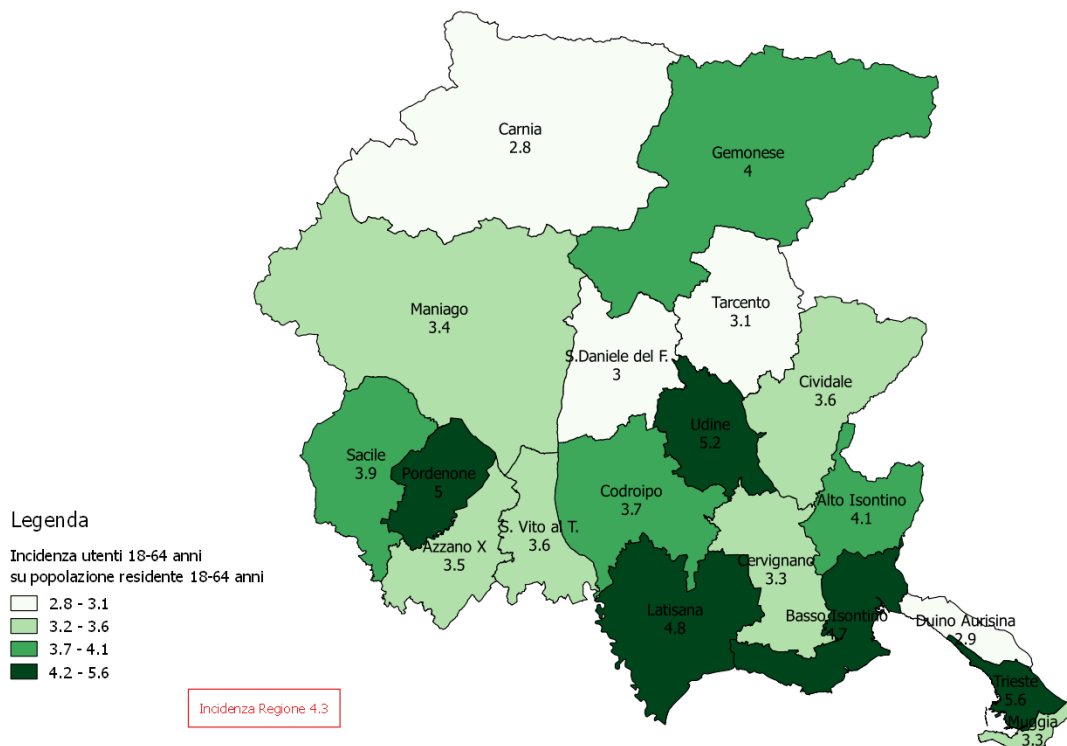 Carnia
2.8
Gemonese
4
Maniago
3.4
Tarcento
3.1
S.Daniele del F.
3
Cividale
3.6
Udine
5.2
Sacile
3.9
Pordenone
5
Codroipo
3.7
Alto Isontino
4.1
S. Vito al T.
3.6
Azzano X
3.5
Cervignano
3.3
Latisana
4.8
Basso Isontino
4.7
Duino Aurisina
2.9
Trieste
5.6
Muggia
3.3
Legenda
Incidenza utenti 18-64 anni
su popolazione residente 18-64 anni
2.8 - 3.1
3.2 - 3.6
3.7 - 4.1
4.2 - 5.6
Incidenza Regione 4.3